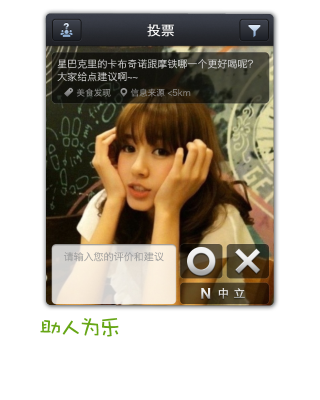 投票
星巴克里的卡布奇诺跟摩铁哪一个更好喝呢?
大家给点建议啊~~
美食发现 信息来源 <5km
请输入您的评价和建议
N 中 立
助人为乐